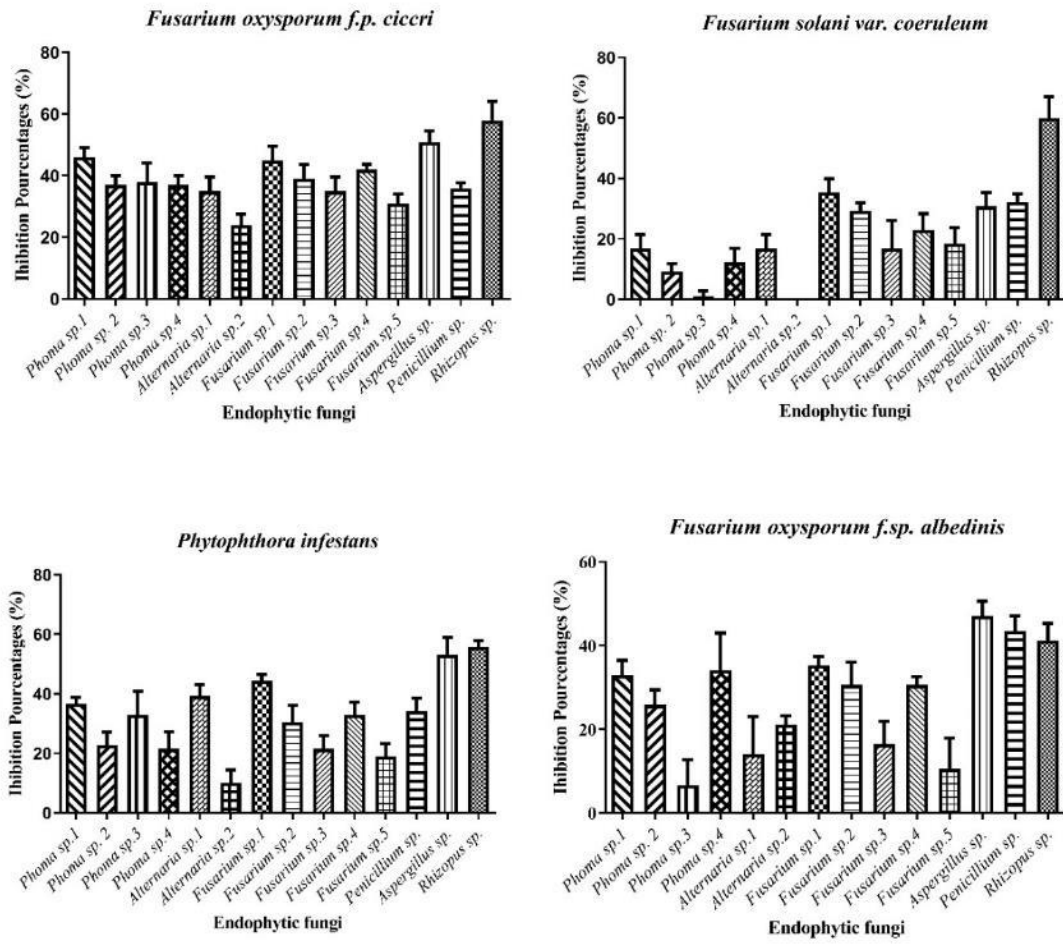 Fusarium oxysporum f.p. ciccri
Ihibition Pourcentages (%)
80
60
40
20
0
Phoma sp.1
Phoma sp. 2
Phoma sp.3
Phoma sp.4
Alternaria sp.1
Alternaria sp.2
Fusarium sp.1
Fusarium sp.2
Fusarium sp.3
Fusarium sp.4
Fusarium sp.5
Aspergillus sp.
Penicillium sp.
Rhizopus sp.
Endophytic fungi
Fusarium solani var. coeruleum
Ihibition Pourcentages (%)
80
60
40
20
0
Phoma sp.1
Phoma sp. 2
Phoma sp.3
Phoma sp.4
Alternaria sp.1
Alternaria sp.2
Fusarium sp.1
Fusarium sp.2
Fusarium sp.3
Fusarium sp.4
Fusarium sp.5
Aspergillus sp.
Penicillium sp.
Rhizopus sp.
Endophytic fungi
Phytophthora infestans
Ihibition Pourcentages (%)
80
60
40
20
0
Phoma sp.1
Phoma sp. 2
Phoma sp.3
Phoma sp.4
Alternaria sp.1
Alternaria sp.2
Fusarium sp.1
Fusarium sp.2
Fusarium sp.3
Fusarium sp.4
Fusarium sp.5
Penicillium sp.
Aspergillus sp.
Rhizopus sp.
Endophytic fungi
Fusarium oxysporum f.sp. albedinis
Ihibition Pourcentages (%)
60
40
20
0
Phoma sp.1
Phoma sp. 2
Phoma sp.3
Phoma sp.4
Alternaria sp.1
Alternaria sp.2
Fusarium sp.1
Fusarium sp.2
Fusarium sp.3
Fusarium sp.4
Fusarium sp.5
Aspergillus sp.
Penicillium sp.
Rhizopus sp.
Endophytic fungi